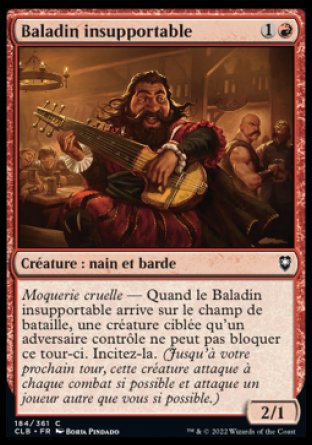 Baladin insupportable 1
Créature : nain et barde
Moquerie cruelle — Quand le Baladin
insupportable arrive sur le champ de
bataille, une créature ciblée qu'un
adversaire contrôle ne peut pas bloquer
ce tour-ci. Incitez-la. (Jusqu'à votre
prochain tour, cette créature attaque à
chaque combat si possible et attaque un
joueur autre que vous si possible.)
2/1
184/361 C
CLB • FR Borja Pindado
™ & © 2022 Wizards of the Coast